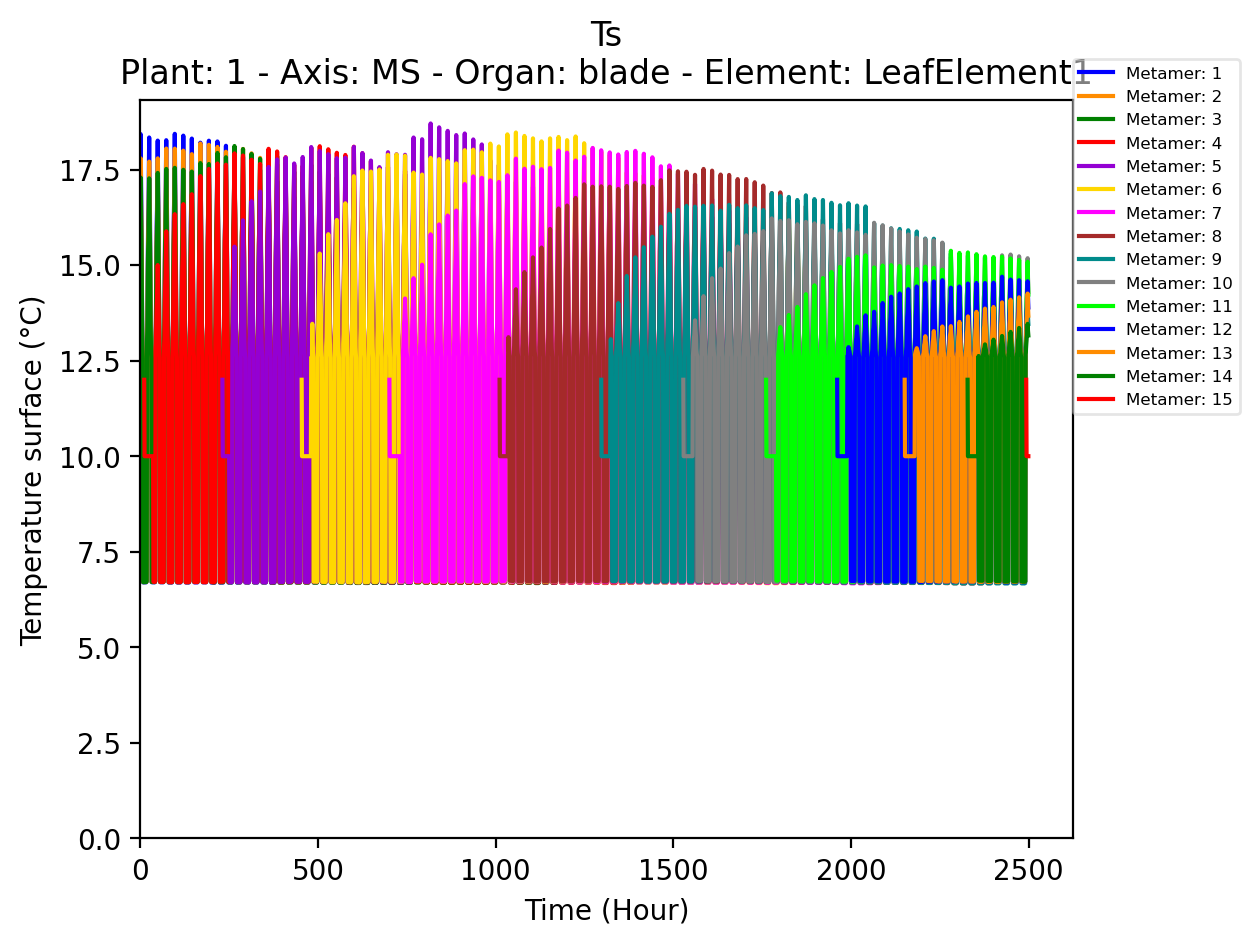 Ts
Plant: 1 - Axis: MS - Organ: blade - Element: LeafElement1
Metamer: 1
Metamer: 2
Metamer: 3
Metamer: 4
Metamer: 5
Metamer: 6
Metamer: 7
Metamer: 8
Metamer: 9
Metamer: 10
Metamer: 11
Metamer: 12
Metamer: 13
Metamer: 14
Metamer: 15
Temperature surface (°C)
17.5
15.0
12.5
10.0
7.5
5.0
2.5
0.0
0 500 1000 1500 2000 2500
Time (Hour)